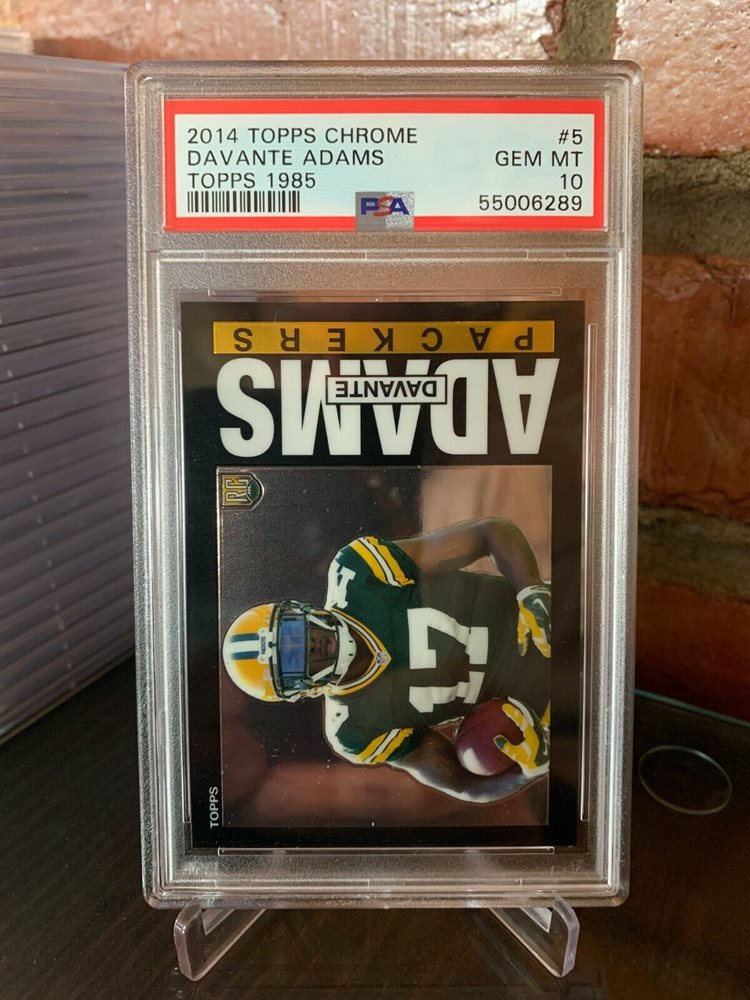 2014 TOPPS CHROME #5
DAVANTE ADAMS GEM MT
TOPPS 1985 10
PSA 55006289
PACKERS
ADAMS
DAVANTE
RC
17
TOPPS